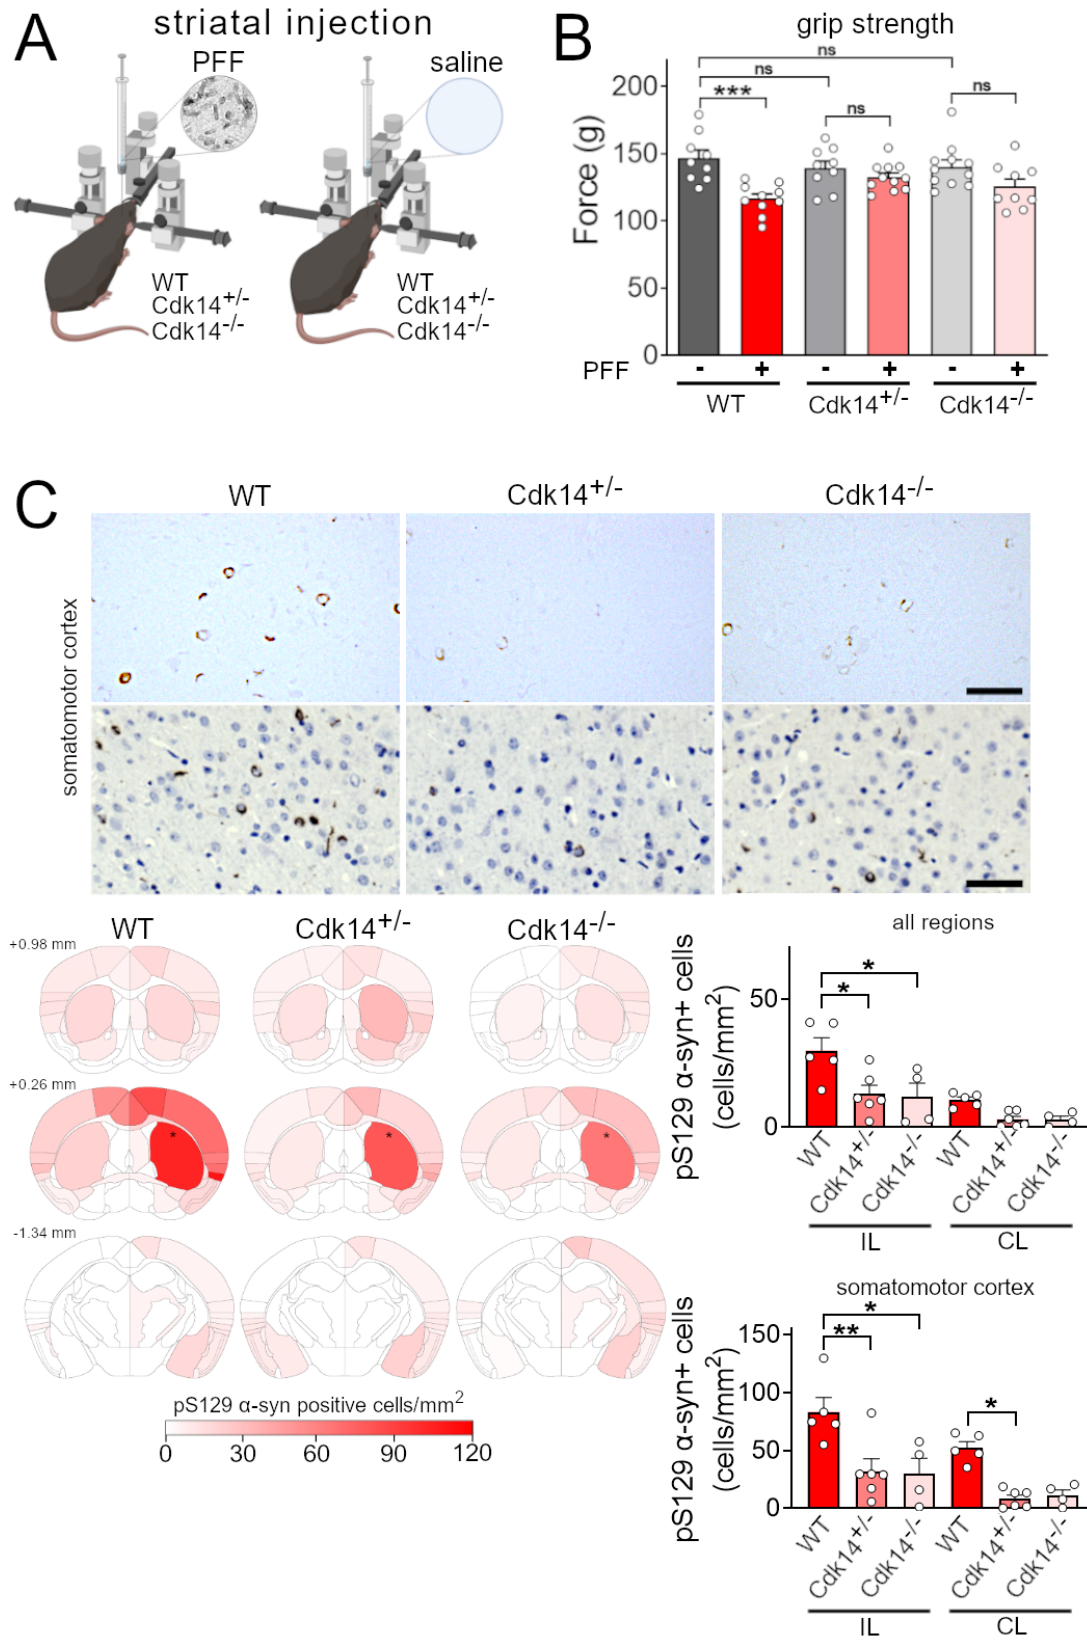 A
striatal injection
PFF
saline
WT
Cdk14+/-
Cdk14-/-
WT
Cdk14+/-
Cdk14-/-
B
grip strength
ns
ns
***
ns
ns
Force (g)
200
150
100
50
0
PFF
- + - + - +
WT Cdk14+/- Cdk14-/-
C
WT Cdk14+/- Cdk14-/-
somatomotor cortex
WT Cdk14+/- Cdk14-/-
+0.98 mm
+0.26 mm
* * *
-1.34 mm
pS129 α-syn positive cells/mm2
0 30 60 90 120
all regions
pS129 α-syn+ cells
(cells/mm2)
50
0
*
*
WT Cdk14+/- Cdk14-/- WT Cdk14+/- Cdk14-/-
IL CL
somatomotor cortex
pS129 α-syn+ cells
(cells/mm2)
150
100
50
0
*
**
*
WT Cdk14+/- Cdk14-/- WT Cdk14+/- Cdk14-/-
IL CL